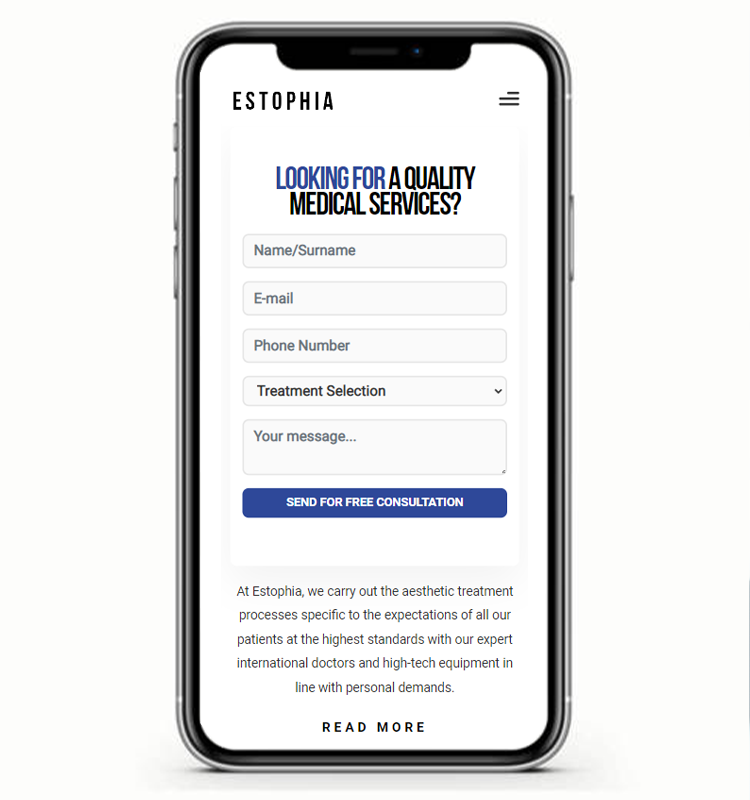 ESTOPHIA
LOOKING FOR A QUALITY
MEDICAL SERVICES?
Name/Surname
E-mail
Phone Number
Treatment Selection
Your message...
SEND FOR FREE CONSULTATION
At Estophia, we carry out the aesthetic treatment
processes specific to the expectations of all our
patients at the highest standards with our expert
international doctors and high-tech equipment in
line with personal demands.
READ MORE